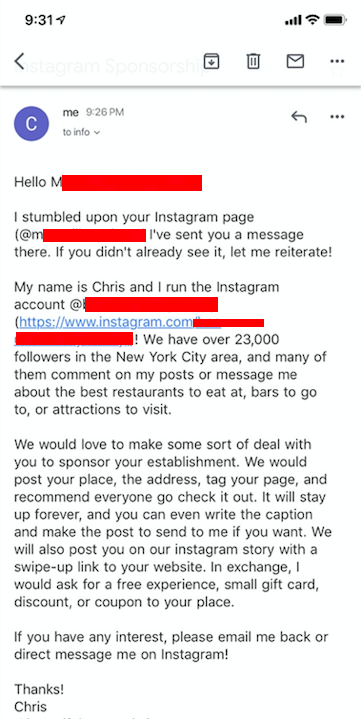 9:31
Instagram Sponsorship
me 9:26 PM
C
to info
Hello M
I stumbled upon your Instagram page
(@m I've sent you a message
there. If you didn't already see it, let me reiterate!
My name is Chris and I run the Instagram
account @
(https://www.instagram.com/
! We have over 23,000
followers in the New York City area, and many of
them comment on my posts or message me
about the best restaurants to eat at, bars to go
to, or attractions to visit.
We would love to make some sort of deal with
you to sponsor your establishment. We would
post your place, the address, tag your page, and
recommend everyone go check it out. It will stay
up forever, and you can even write the caption
and make the post to send to me if you want. We
will also post you on our instagram story with a
swipe-up link to your website. In exchange, I
would ask for a free experience, small gift card,
discount, or coupon to your place.
If you have any interest, please email me back or
direct message me on Instagram!
Thanks!
Chris